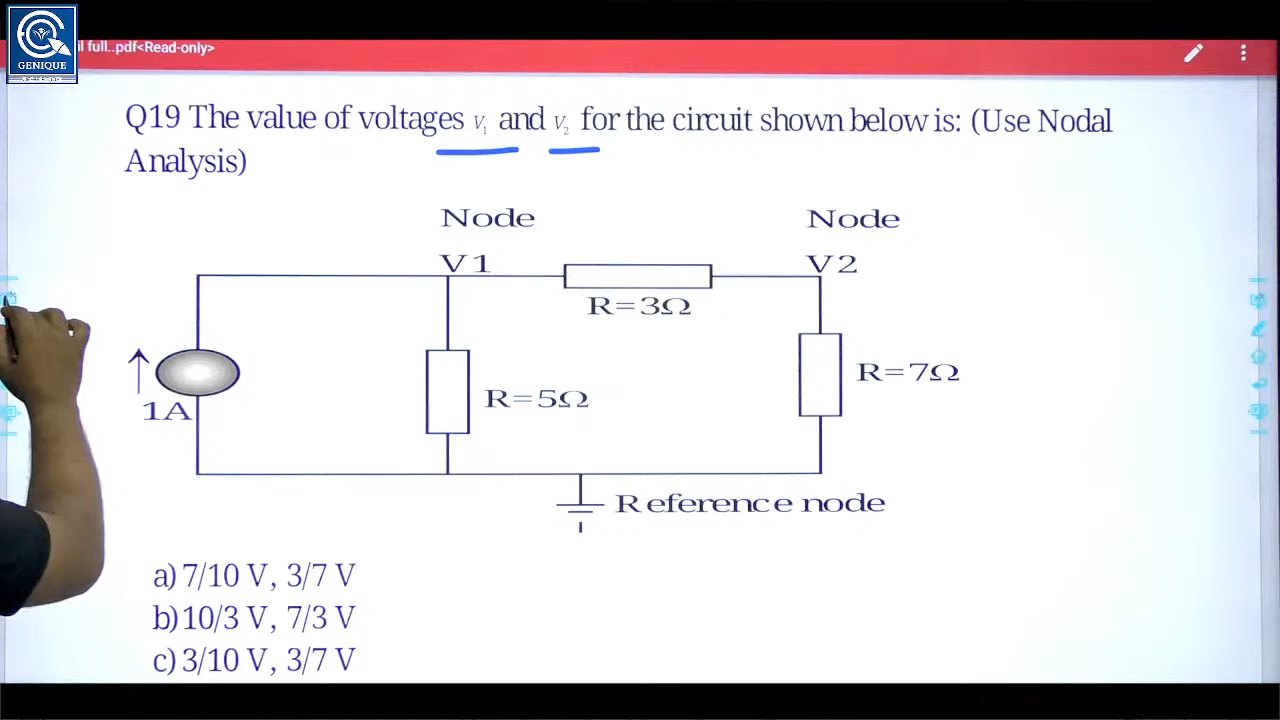 GENIQUE
il full..pdf<Read-only>
Q19 The value of voltages V₁ and V₂ for the circuit shown below is: (Use Nodal
Analysis)
Node
V1
Node
V2
R=3Ω
R=5Ω
R=7Ω
1A
Reference node
a) 7/10 V, 3/7 V
b) 10/3 V, 7/3 V
c) 3/10 V, 3/7 V